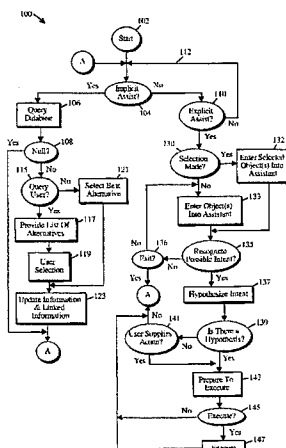 100
102
Start
A
112
Yes
Implicit
Assist?
No
104
Query
Database
106
110
Explicit
Assist?
No
Yes
Yes
Null?
108
No
130
Selection
Made?
Yes
132
Enter Selected
Object(s) Into
Assistant
No
115
Query
User?
No
121
Select Best
Alternative
Yes
Enter Object(s)
Into Assistant
133
Provide List Of
Alternatives
117
No
136
Exit?
No
Recognize
Possible Intent?
135
119
User
Selection
Yes
Yes
137
Hypothesize Intent
A
Update Information
& Linked
Information
123
No
141
User Supplies
Action?
No
Is There a
Hypothesis?
139
Yes
Yes
A
Prepare To
Execute
143
No
Execute?
145
Yes
147